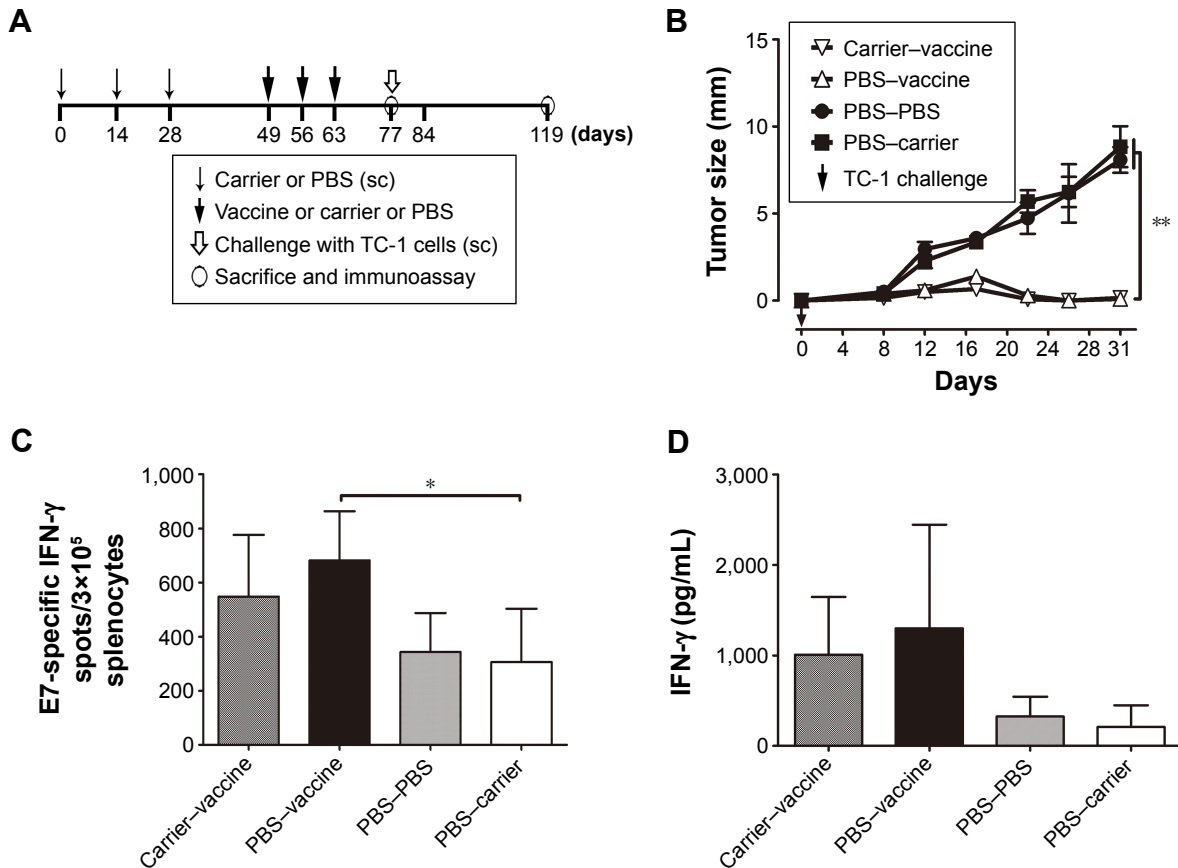 A
0 14 28 49 56 63 77 84 119 (days)
Carrier or PBS (sc)
Vaccine or carrier or PBS
Challenge with TC-1 cells (sc)
Sacrifice and immunoassay
B
Tumor size (mm)
15
10
5
0
Carrier–vaccine
PBS–vaccine
PBS–PBS
PBS–carrier
TC-1 challenge
**
0 4 8 12 16 20 24 28 31
Days
C
E7-specific IFN-γ
spots/3×10⁵
splenocytes
1,000
800
600
400
200
0
*
Carrier–vaccine
PBS–vaccine
PBS–PBS
PBS–carrier
D
IFN-γ (pg/mL)
3,000
2,000
1,000
0
Carrier–vaccine
PBS–vaccine
PBS–PBS
PBS–carrier